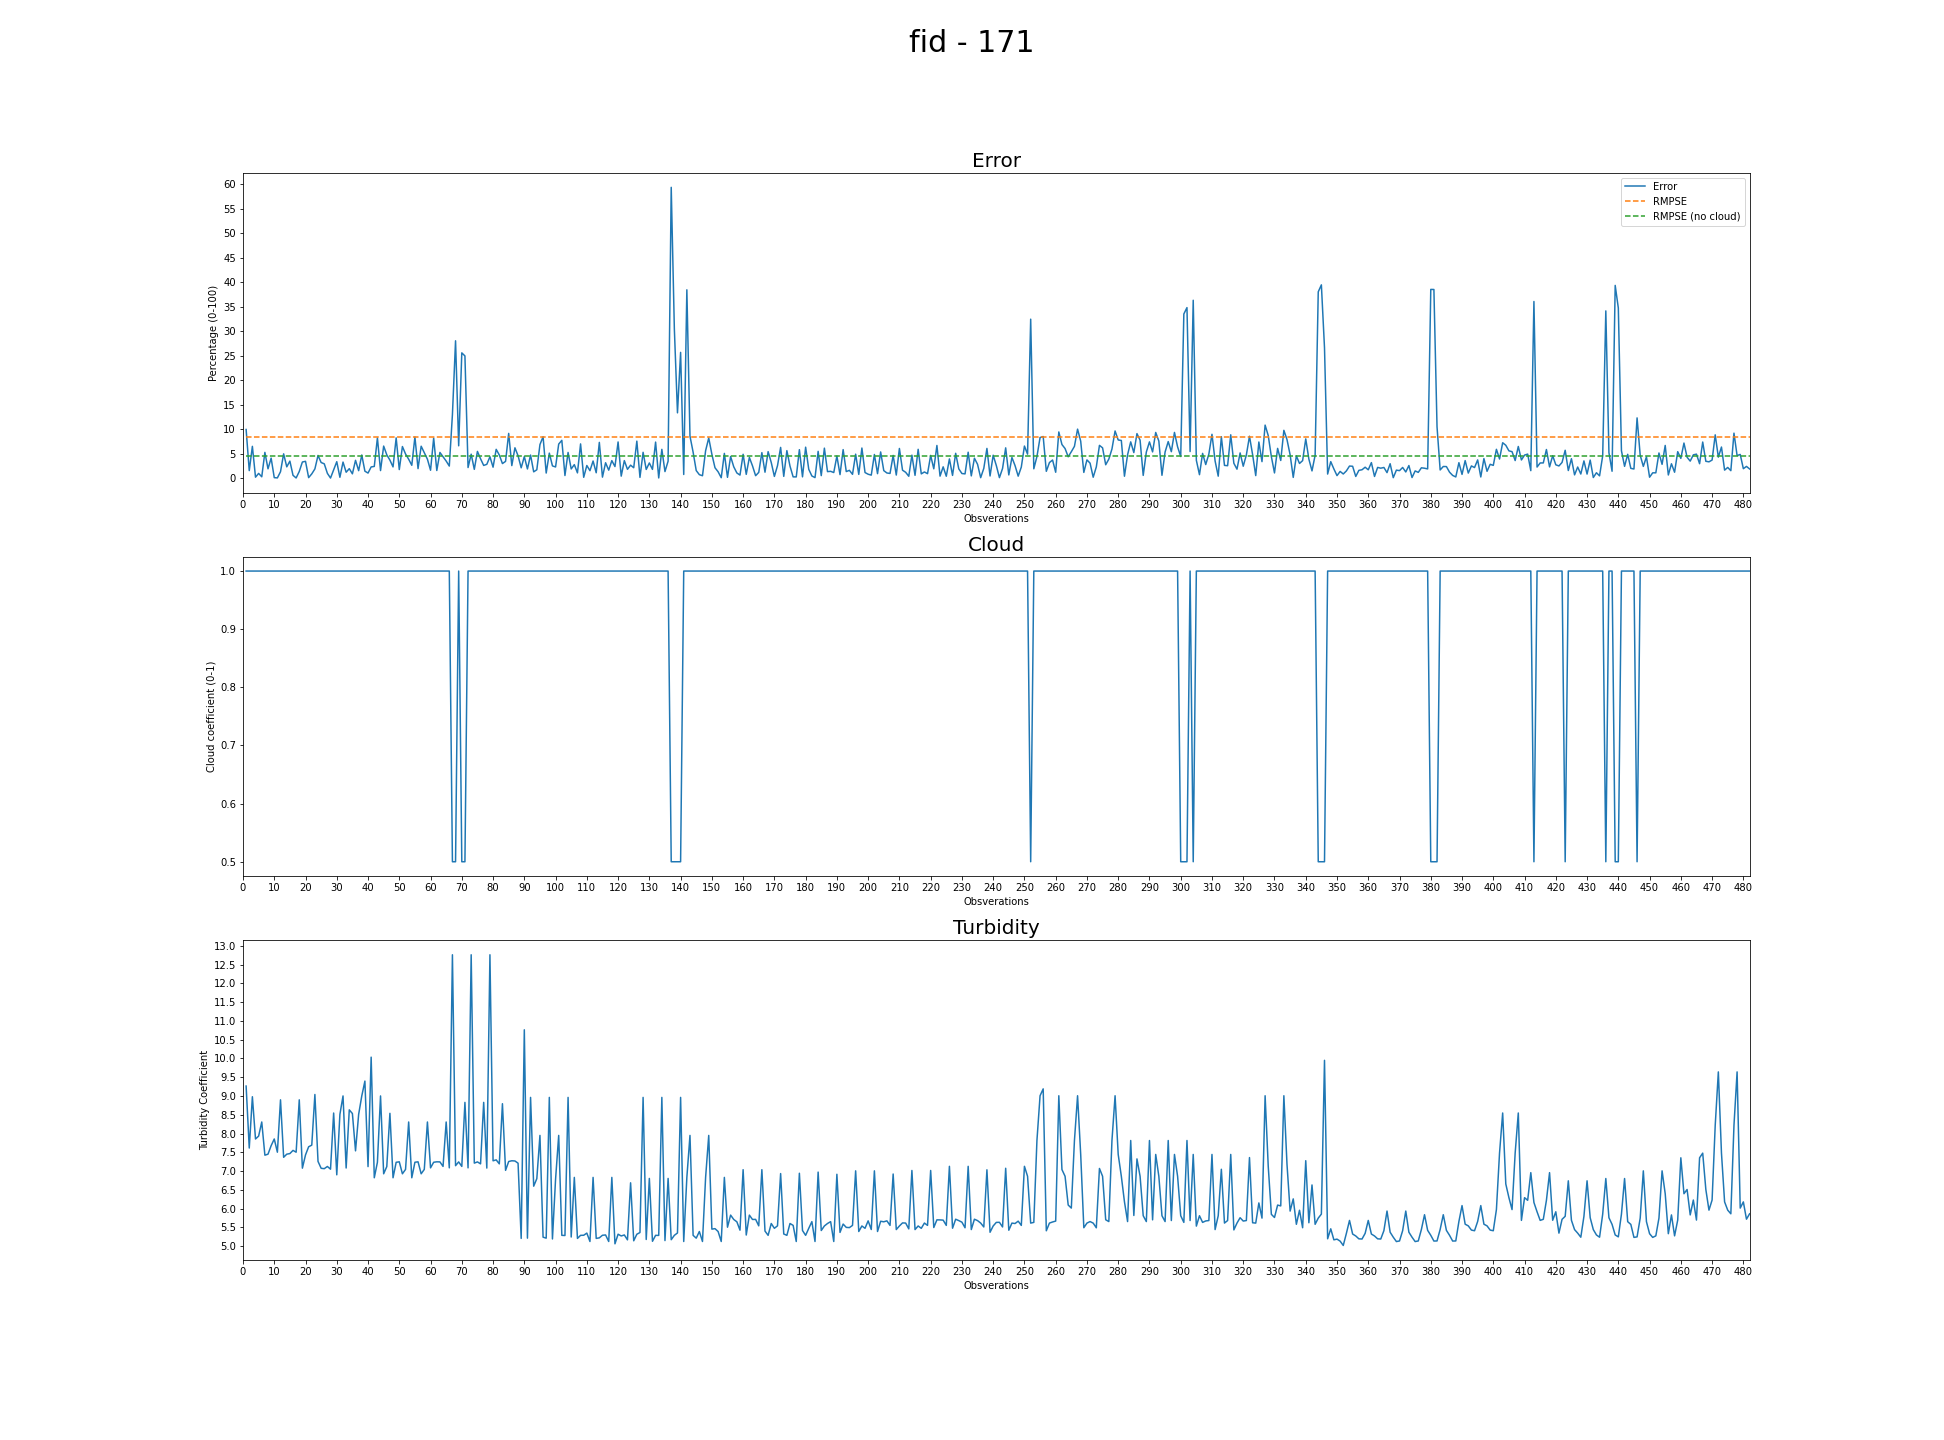 fid - 171
Error
60
55
50
45
40
35
30
25
20
15
10
5
0
Percentage (0-100)
Error
RMPSE
RMPSE (no cloud)
0 10 20 30 40 50 60 70 80 90 100 110 120 130 140 150 160 170 180 190 200 210 220 230 240 250 260 270 280 290 300 310 320 330 340 350 360 370 380 390 400 410 420 430 440 450 460 470 480
Obsverations
Cloud
1.0
0.9
0.8
0.7
0.6
0.5
Cloud coefficient (0-1)
0 10 20 30 40 50 60 70 80 90 100 110 120 130 140 150 160 170 180 190 200 210 220 230 240 250 260 270 280 290 300 310 320 330 340 350 360 370 380 390 400 410 420 430 440 450 460 470 480
Obsverations
Turbidity
13.0
12.5
12.0
11.5
11.0
10.5
10.0
9.5
9.0
8.5
8.0
7.5
7.0
6.5
6.0
5.5
5.0
Turbidity Coefficient
0 10 20 30 40 50 60 70 80 90 100 110 120 130 140 150 160 170 180 190 200 210 220 230 240 250 260 270 280 290 300 310 320 330 340 350 360 370 380 390 400 410 420 430 440 450 460 470 480
Obsverations